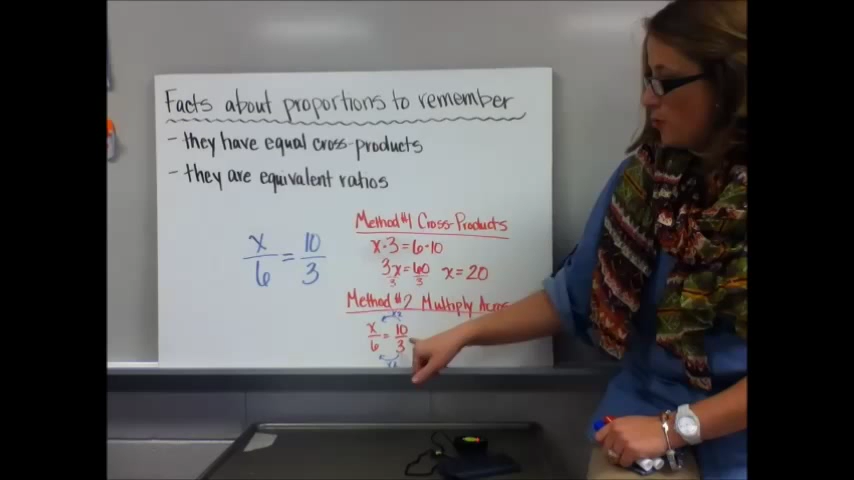 Facts about proportions to remember
- they have equal cross-products
- they are equivalent ratios
x/6 = 10/3
Method #1 Cross-Products
x·3 = 6·10
3x/3 = 60/3 x = 20
Method #2 Multiply Across
x/6 = 10/3